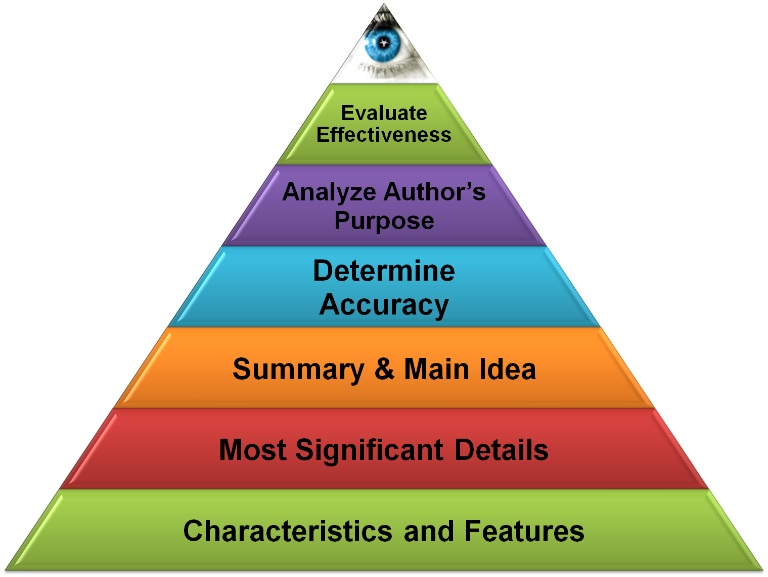 Evaluate
Effectiveness
Analyze Author's
Purpose
Determine
Accuracy
Summary & Main Idea
Most Significant Details
Characteristics and Features